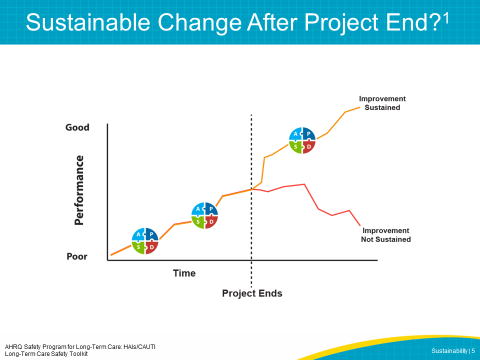 Sustainable Change After Project End?1
Improvement
Sustained
Good
A P
S D
Performance
A P
S D
A P
S D
Improvement
Not Sustained
Poor
Time
Project Ends
AHRQ Safety Program for Long-Term Care: HAIs/CAUTI
Long-Term Care Safety Toolkit
Sustainability | 5